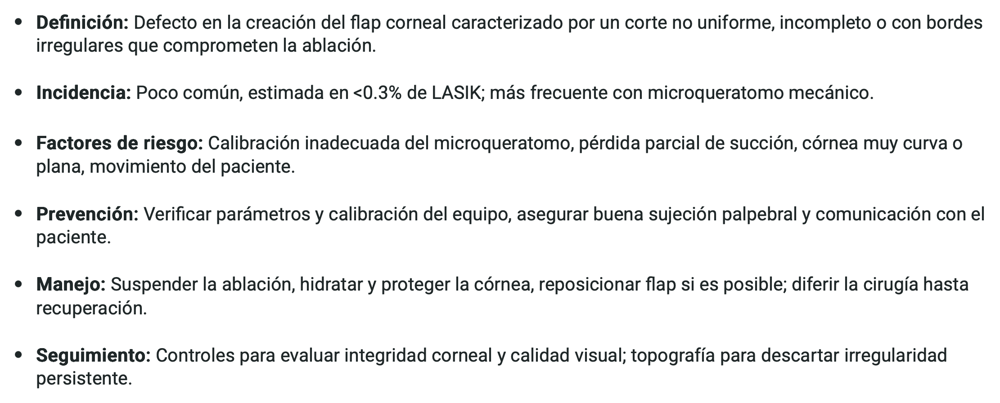 • Definición: Defecto en la creación del flap corneal caracterizado por un corte no uniforme, incompleto o con bordes
irregulares que comprometen la ablación.
• Incidencia: Poco común, estimada en <0.3% de LASIK; más frecuente con microqueratomo mecánico.
• Factores de riesgo: Calibración inadecuada del microqueratomo, pérdida parcial de succión, córnea muy curva o
plana, movimiento del paciente.
• Prevención: Verificar parámetros y calibración del equipo, asegurar buena sujeción palpebral y comunicación con el
paciente.
• Manejo: Suspender la ablación, hidratar y proteger la córnea, reposicionar flap si es posible; diferir la cirugía hasta
recuperación.
• Seguimiento: Controles para evaluar integridad corneal y calidad visual; topografía para descartar irregularidad
persistente.